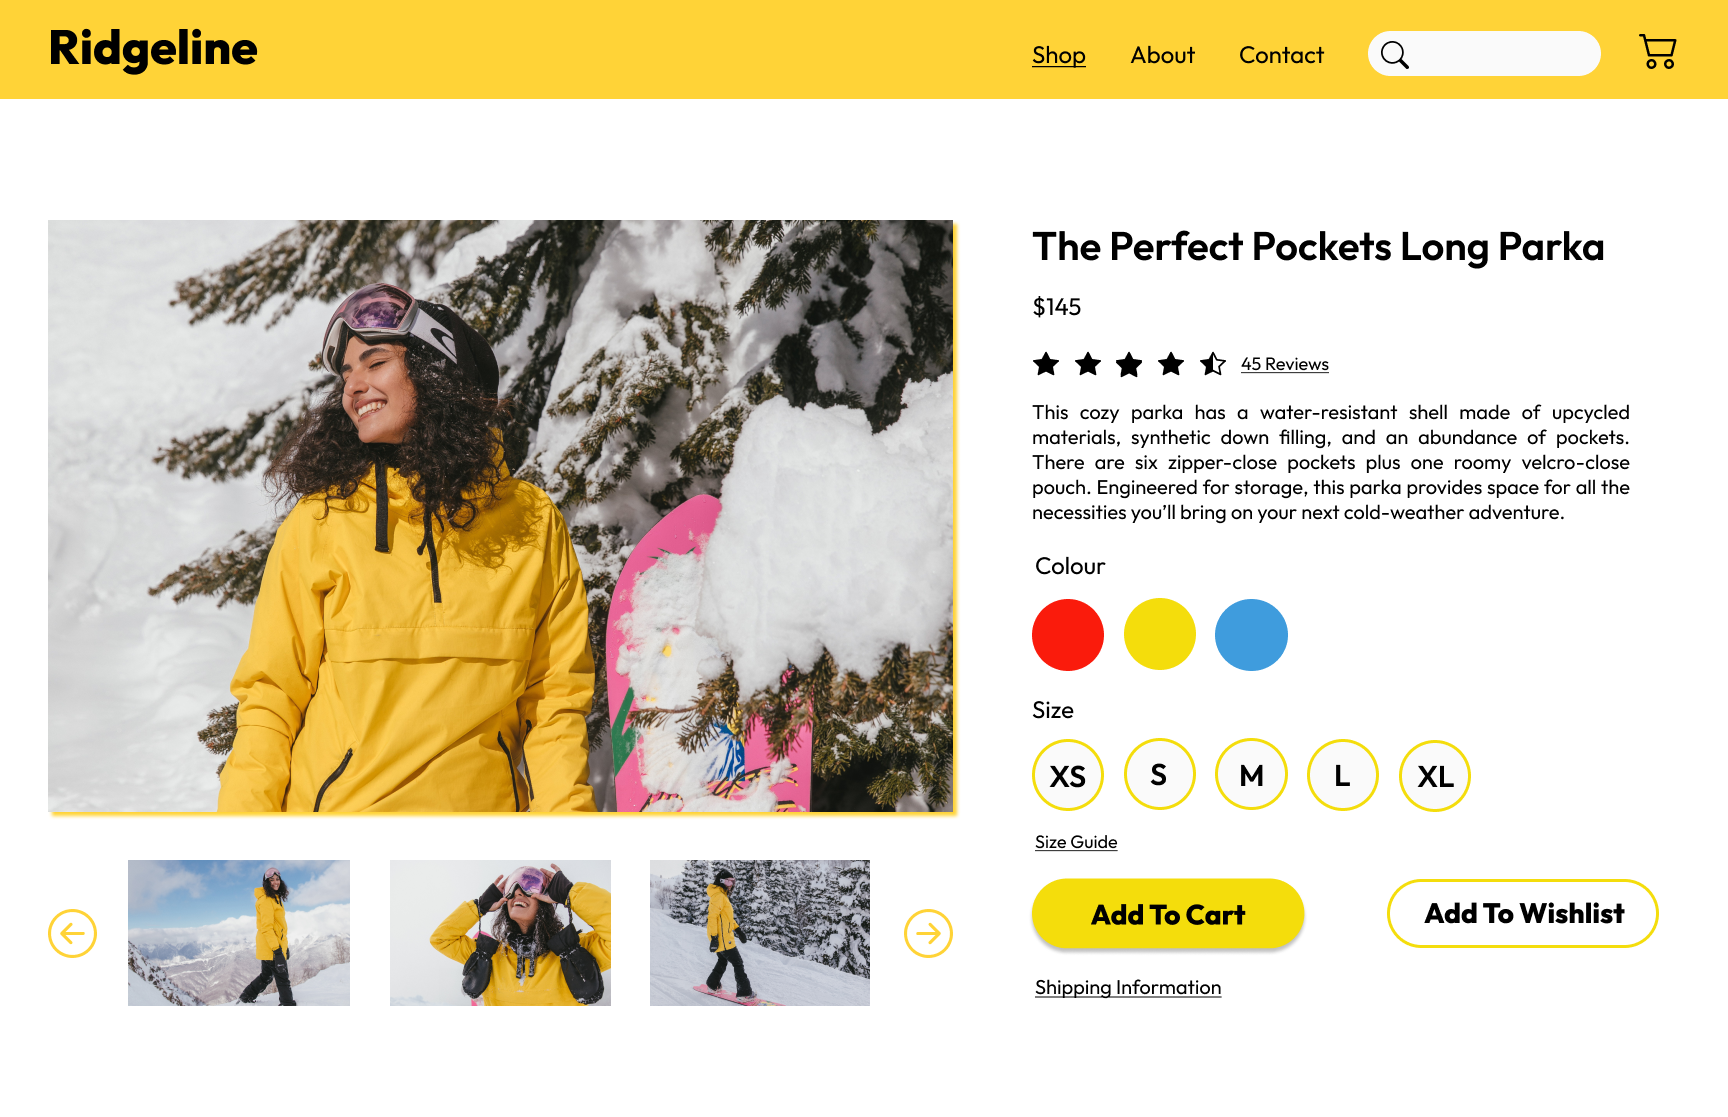 Ridgeline
Shop About Contact
The Perfect Pockets Long Parka
$145
45 Reviews
This cozy parka has a water-resistant shell made of upcycled
materials, synthetic down filling, and an abundance of pockets.
There are six zipper-close pockets plus one roomy velcro-close
pouch. Engineered for storage, this parka provides space for all the
necessities you’ll bring on your next cold-weather adventure.
Colour
Size
XS S M L XL
Size Guide
Add To Cart Add To Wishlist
Shipping Information